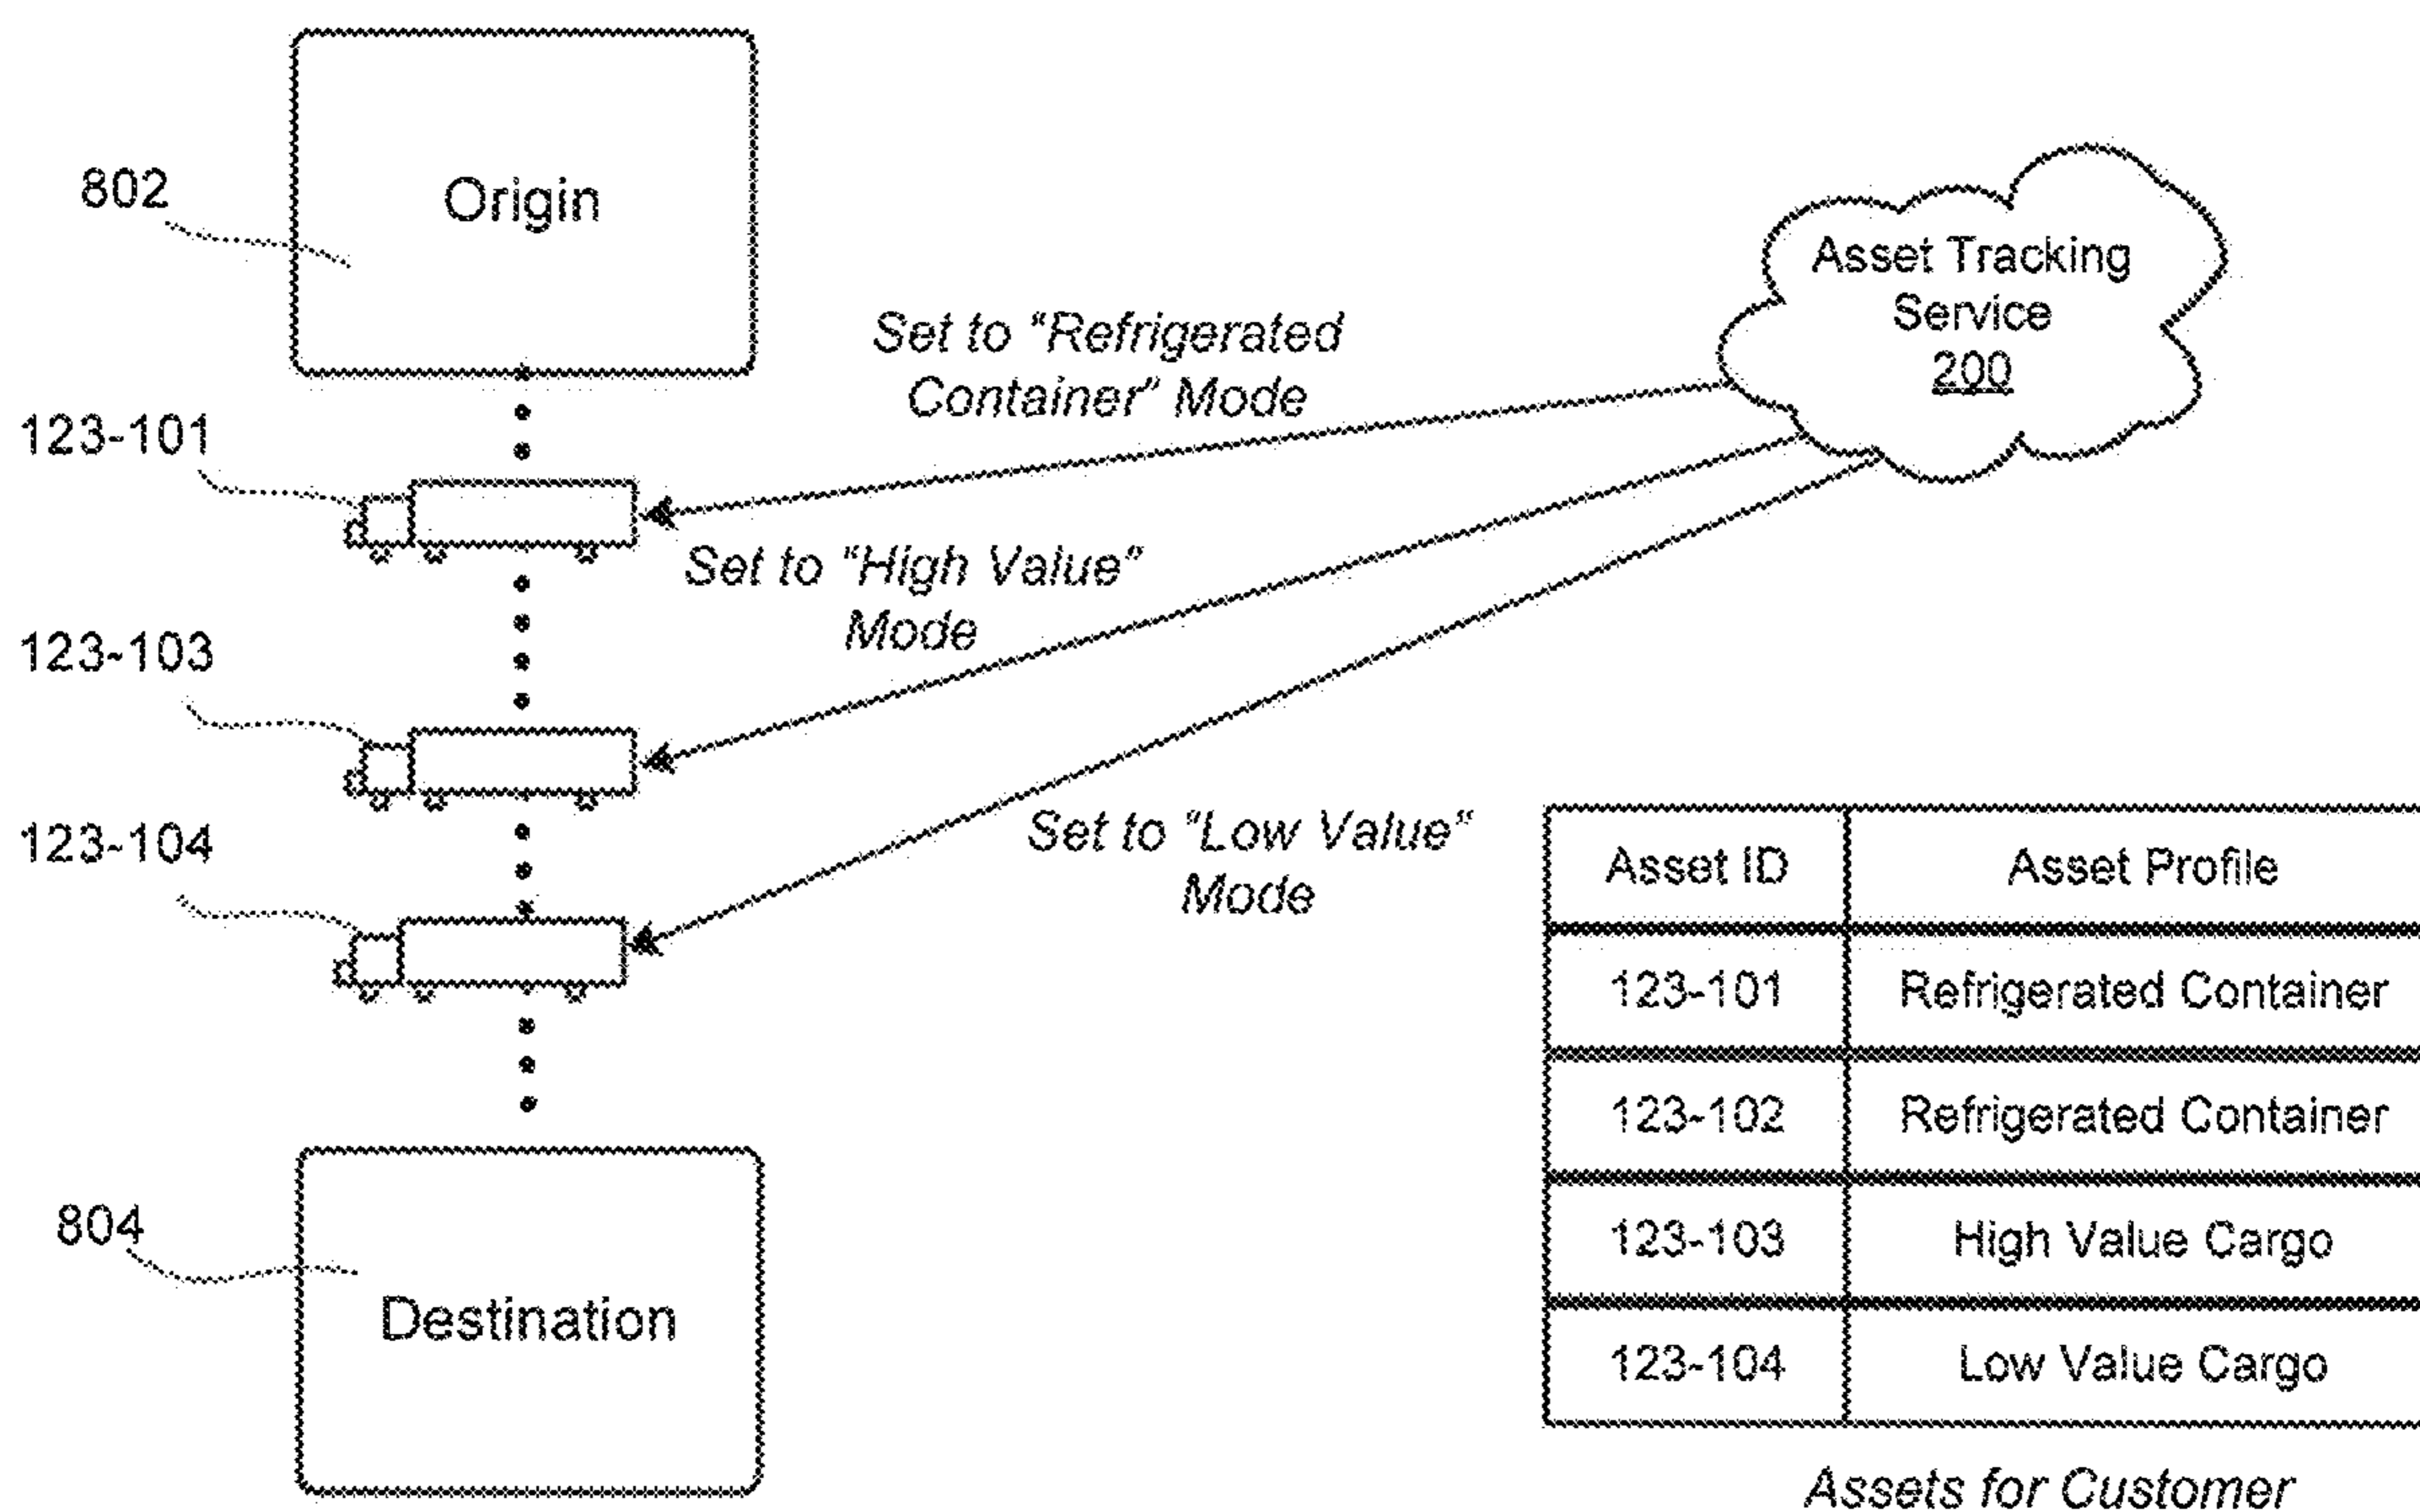 802
Origin
Asset Tracking
Service
200
Set to "Refrigerated
Container" Mode
123-101
Set to "High Value"
Mode
123-103
123-104
Set to "Low Value"
Mode
804
Destination
Asset ID Asset Profile
123-101 Refrigerated Container
123-102 Refrigerated Container
123-103 High Value Cargo
123-104 Low Value Cargo
Assets for Customer